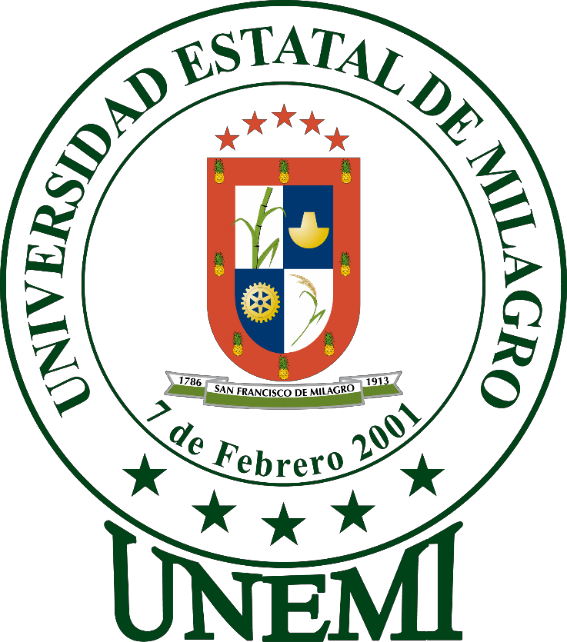 UNIVERSIDAD ESTATAL DE MILAGRO
1786
SAN FRANCISCO DE MILAGRO
1913
7 de Febrero 2001
UNEMI